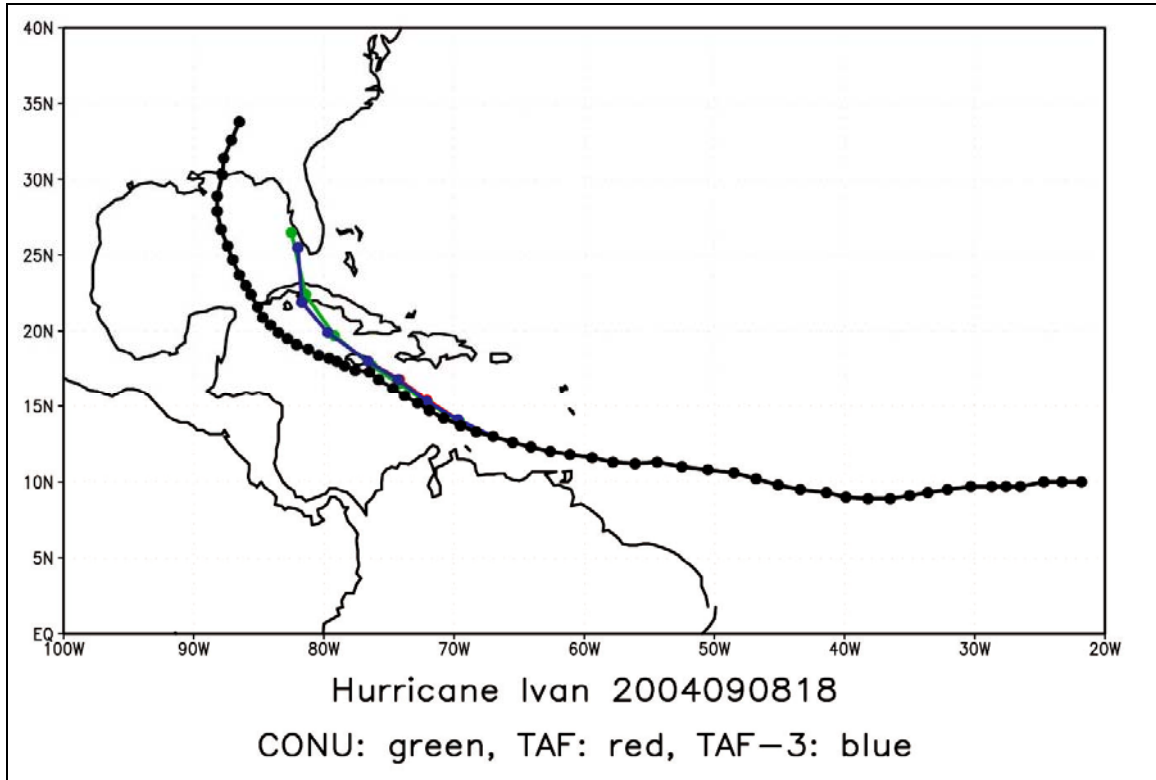 40N
35N
30N
25N
20N
15N
10N
5N
EQ
100W 90W 80W 70W 60W 50W 40W 30W 20W
Hurricane Ivan 2004090818
CONU: green, TAF: red, TAF-3: blue